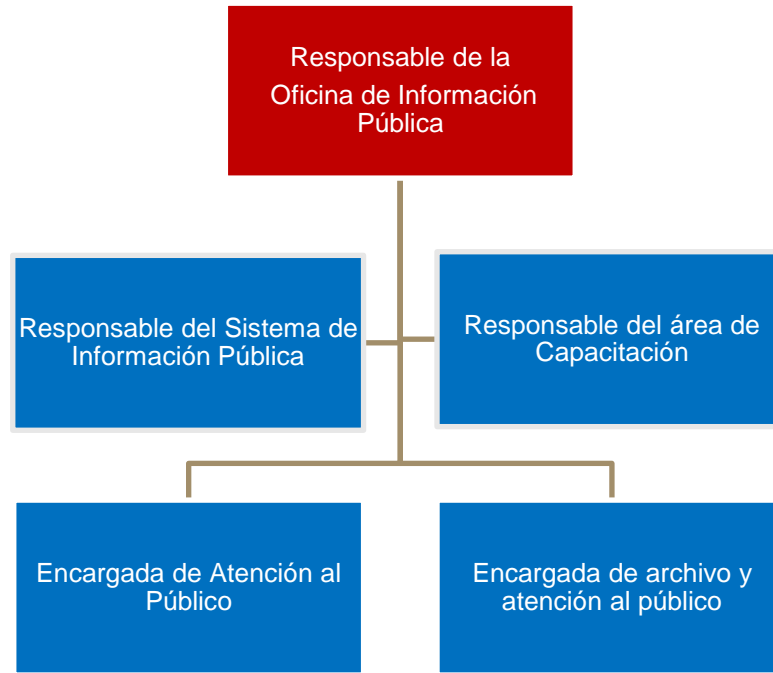 Responsable de la
Oficina de Información
Pública
Responsable del Sistema de
Información Pública
Responsable del área de
Capacitación
Encargada de Atención al
Público
Encargada de archivo y
atención al público